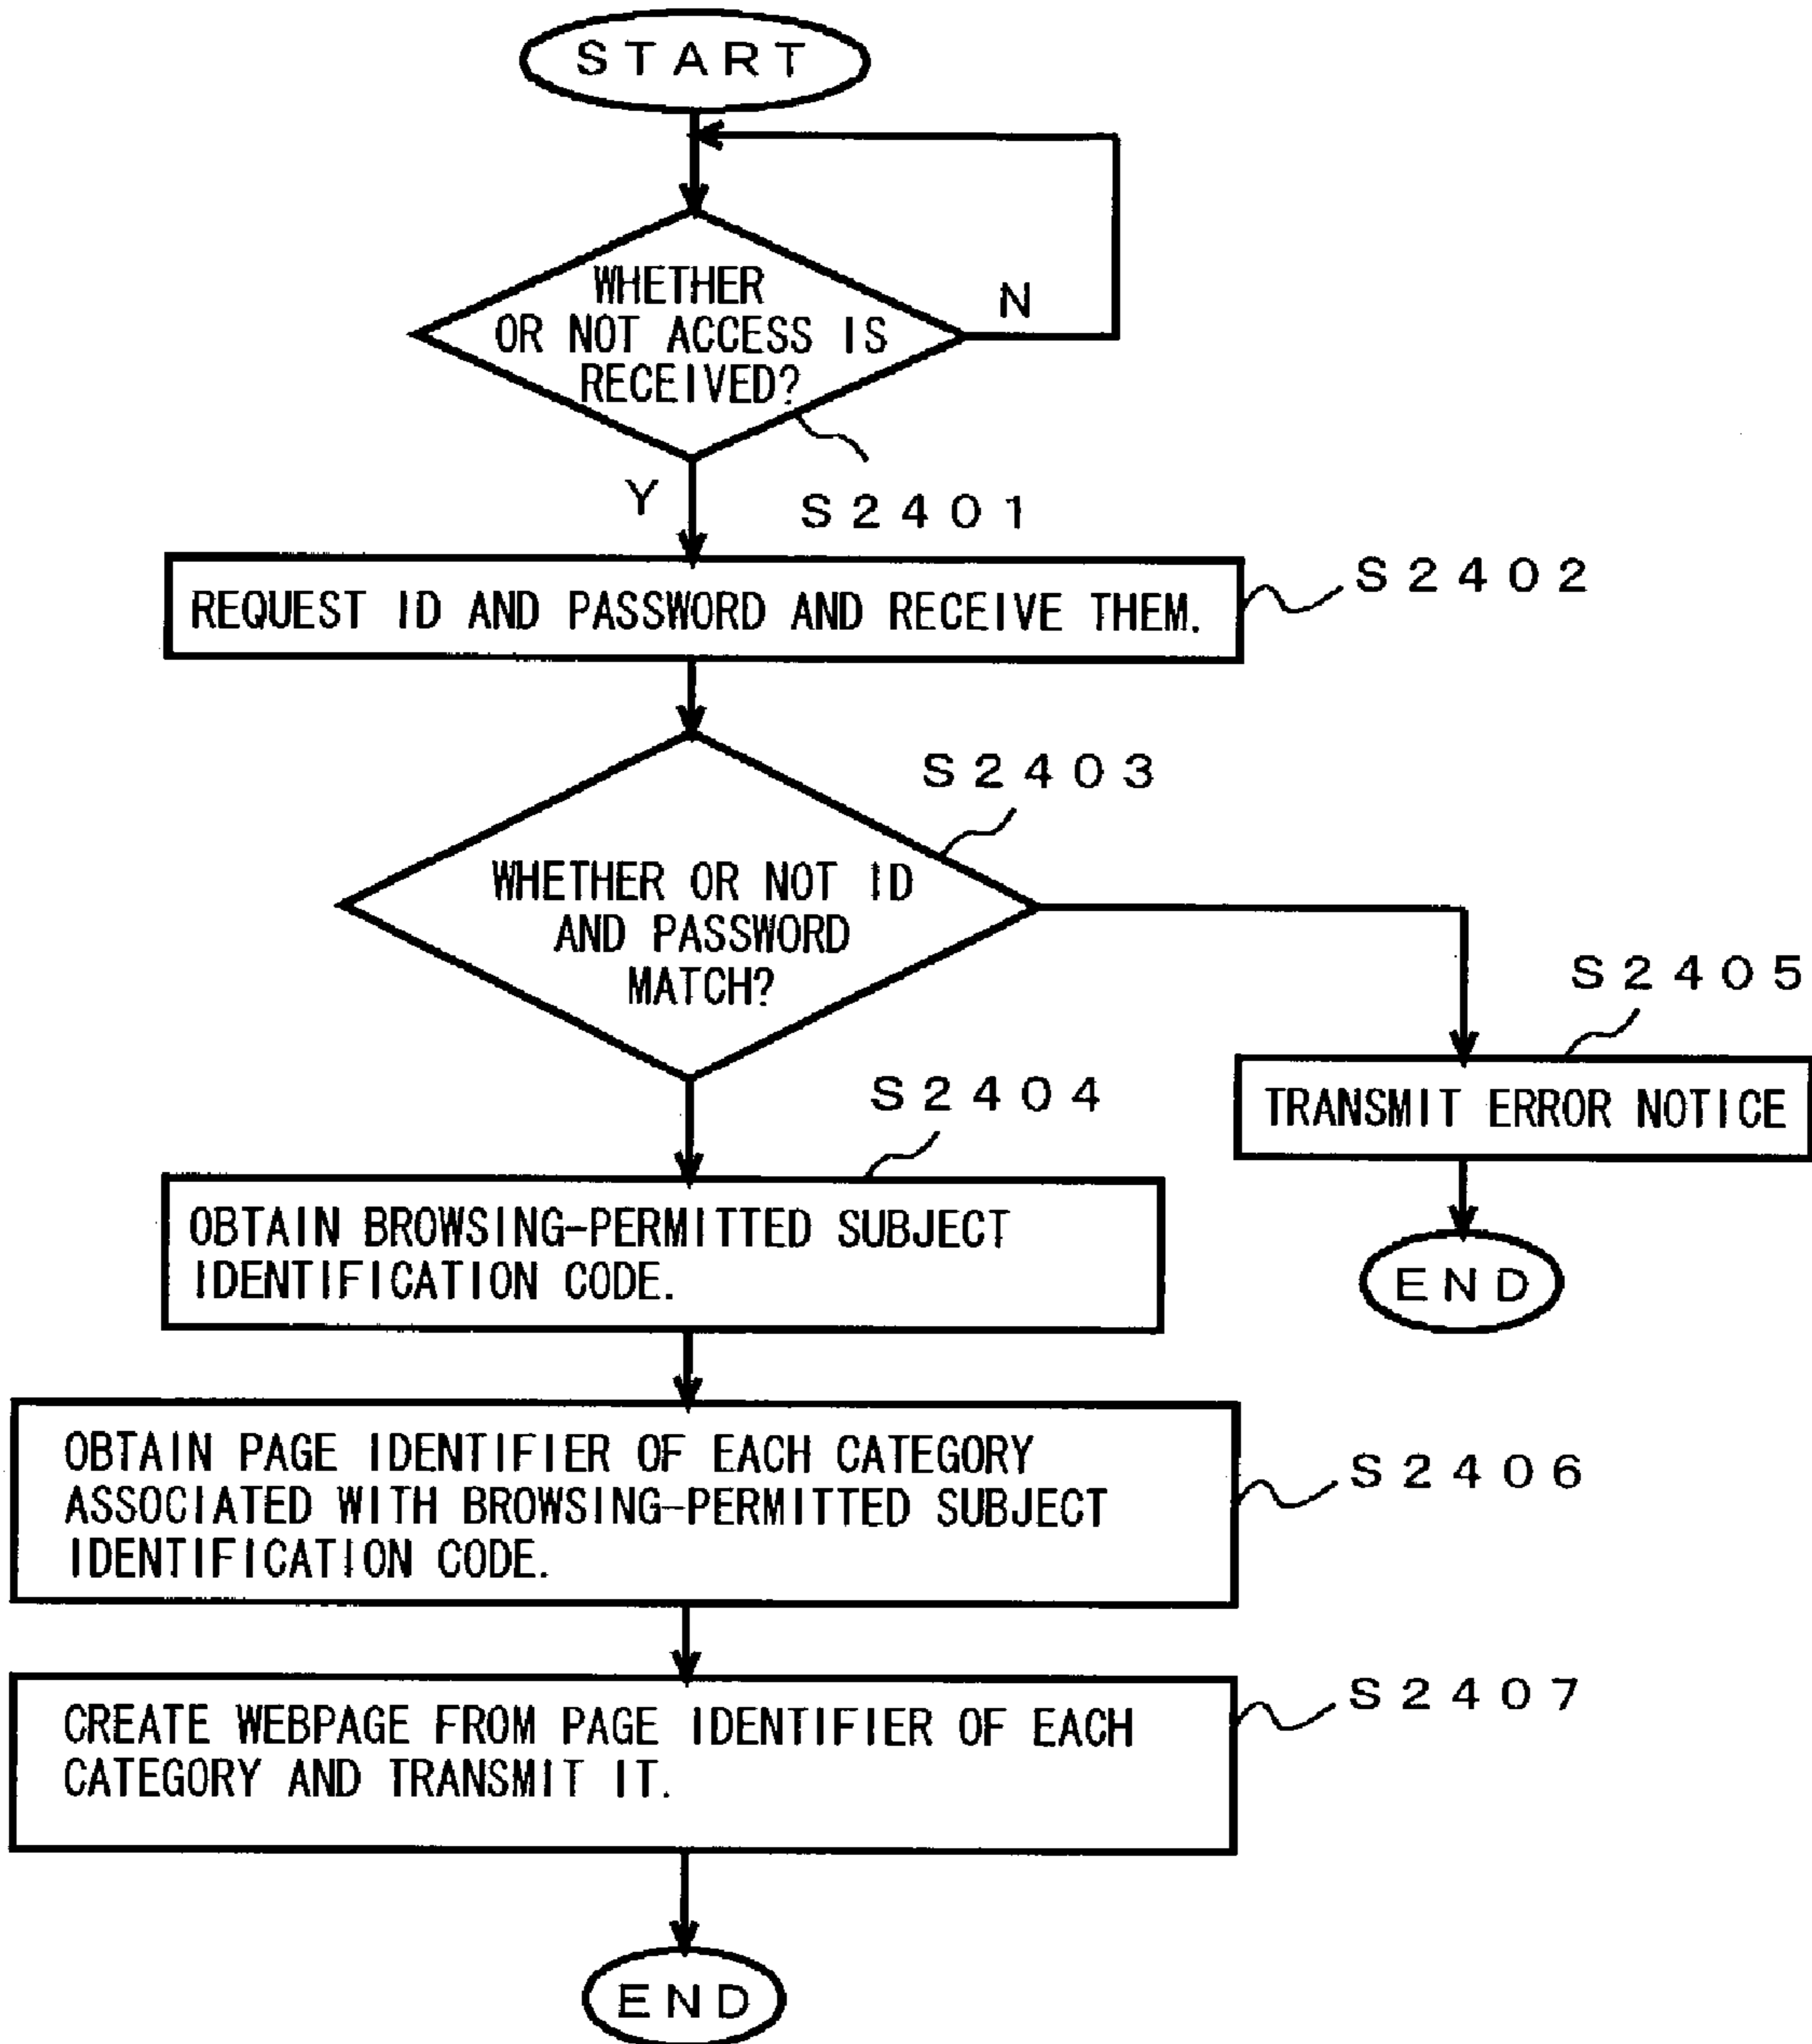 START
WHETHER
OR NOT ACCESS IS
RECEIVED?
N
Y
S2401
REQUEST ID AND PASSWORD AND RECEIVE THEM.
S2402
S2403
WHETHER OR NOT ID
AND PASSWORD
MATCH?
S2405
TRANSMIT ERROR NOTICE
END
S2404
OBTAIN BROWSING-PERMITTED SUBJECT
IDENTIFICATION CODE.
OBTAIN PAGE IDENTIFIER OF EACH CATEGORY
ASSOCIATED WITH BROWSING-PERMITTED SUBJECT
IDENTIFICATION CODE.
S2406
CREATE WEBPAGE FROM PAGE IDENTIFIER OF EACH
CATEGORY AND TRANSMIT IT.
S2407
END